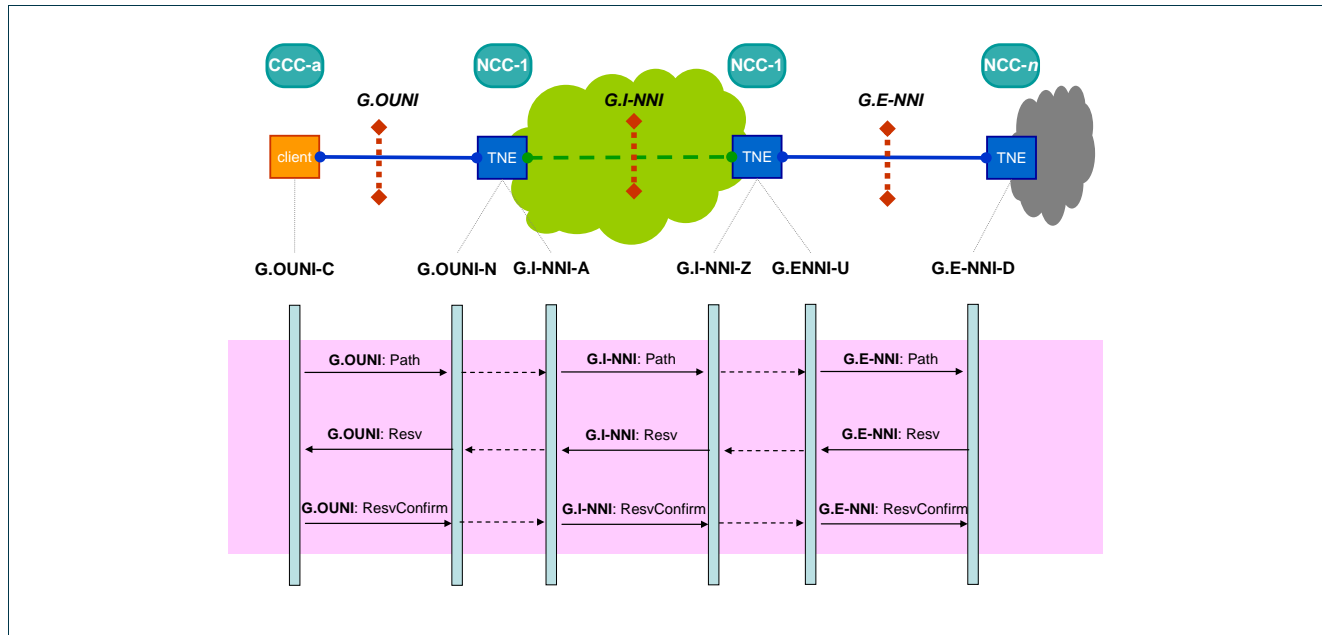 CCC-a
NCC-1
NCC-1
NCC-n
G.OUNI
G.I-NNI
G.E-NNI
client
TNE
TNE
TNE
G.OUNI-C
G.OUNI-N
G.I-NNI-A
G.I-NNI-Z
G.ENNI-U
G.E-NNI-D
G.OUNI: Path
G.I-NNI: Path
G.E-NNI: Path
G.OUNI: Resv
G.I-NNI: Resv
G.E-NNI: Resv
G.OUNI: ResvConfirm
G.I-NNI: ResvConfirm
G.E-NNI: ResvConfirm